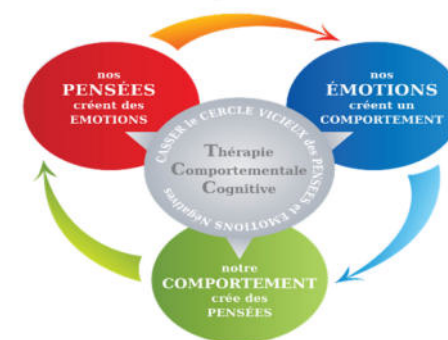 nos
PENSÉES
créent des
EMOTIONS
nos
ÉMOTIONS
créent un
COMPORTEMENT
CASSER le CERCLE VICIEUX des PENSÉES et EMOTIONS Négatives
Thérapie
Comportementale
Cognitive
notre
COMPORTEMENT
crée des
PENSÉES